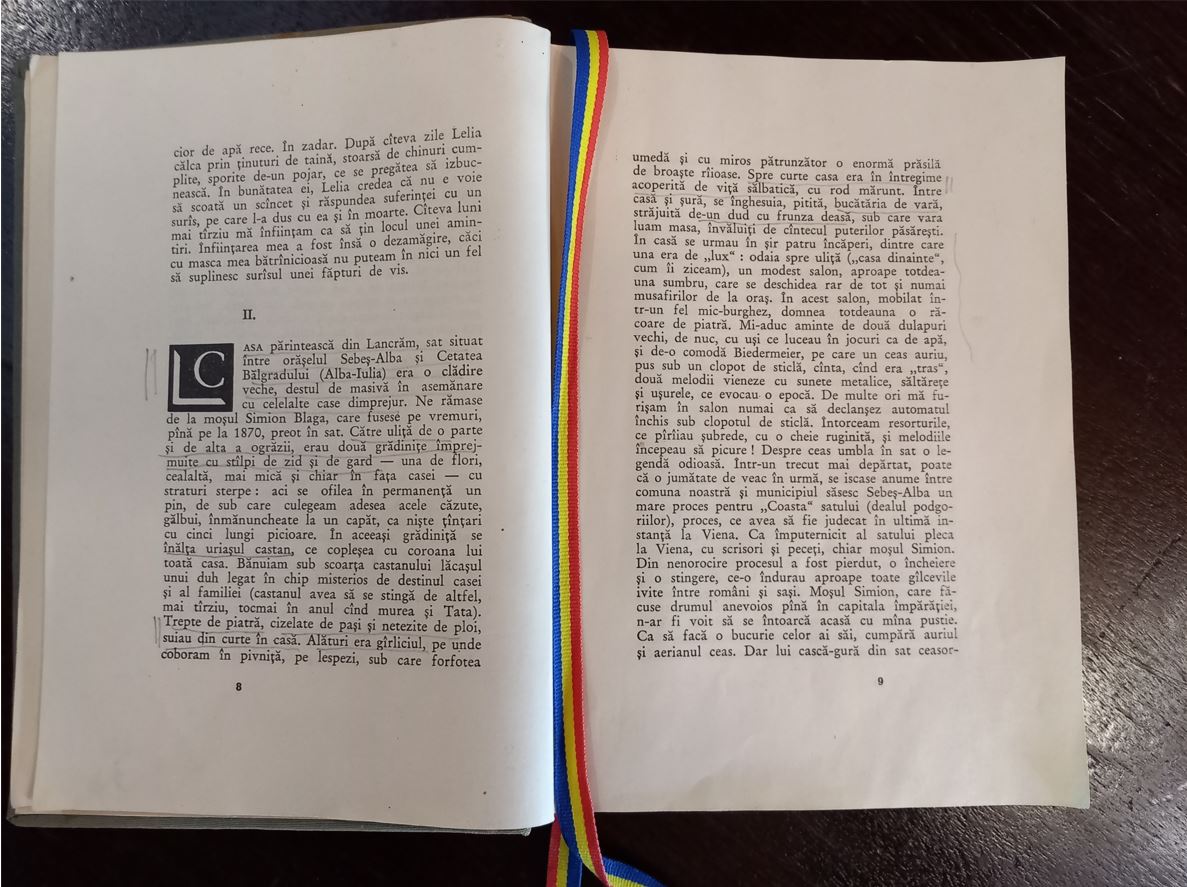 cior de apă rece. În zadar. După cîteva zile Lelia
călca prin ținuturi de taină, stoarsă de chinuri cum-
plite, sporite de-un pojar, ce se pregătea să izbuc-
nească. În bunătatea ei, Lelia credea că nu e voie
să scoată un scîncet și răspundea suferinței cu un
surîs, pe care l-a dus cu ea și în moarte. Cîteva luni
mai tîrziu mă înființam ca să țin locul unei amin-
tiri. Înființarea mea a fost însă o dezamăgire, căci
cu masca mea bătrînicioasă nu puteam în nici un fel
să suplinesc surîsul unei făpturi de vis.
II.
CASA părintească din Lancrăm, sat situat
între orășelul Sebeș-Alba și Cetatea
Bălgradului (Alba-Iulia) era o clădire
veche, destul de masivă în asemănare
cu celelalte case dimprejur. Ne rămase
de la moșul Simion Blaga, care fusese pe vremuri,
pînă pe la 1870, preot în sat. Către uliță de o parte
și de alta a ogrăzii, erau două grădinițe împrej-
muite cu stîlpi de zid și de gard — una de flori,
cealaltă, mai mică și chiar în fața casei — cu
straturi sterpe : aci se ofilea în permanență un
pin, de sub care culegeam adesea acele căzute,
gălbui, înmănuncheate la un capăt, ca niște țînțari
cu cinci lungi picioare. În aceeași grădiniță se
înălța uriașul castan, ce copleșea cu coroana lui
toată casa. Bănuiam sub scoarța castanului lăcașul
unui duh legat în chip misterios de destinul casei
și al familiei (castanul avea să se stingă de altfel,
mai tîrziu, tocmai în anul cînd murea și Tata).
Trepte de piatră, cizelate de pași și netezite de ploi,
suiau din curte în casă. Alături era gîrliciul, pe unde
coboram în pivniță, pe lespezi, sub care forfotea
8
umedă și cu miros pătrunzător o enormă prăsilă
de broaște rîioase. Spre curte casa era în întregime
acoperită de viță sălbatică, cu rod mărunt. Între
casă și șură, se înghesuia, pitită, bucătăria de vară,
străjuită de-un dud cu frunza deasă, sub care vara
luam masa, învăluiți de cîntecul puterilor păsărești.
În casă se urmau în șir patru încăperi, dintre care
una era de „lux“ : odaia spre uliță („casa dinainte“,
cum îi ziceam), un modest salon, aproape totdea-
una sumbru, care se deschidea rar de tot și numai
musafirilor de la oraș. În acest salon, mobilat în-
tr-un fel mic-burghez, domnea totdeauna o ră-
coare de piatră. Mi-aduc aminte de două dulapuri
vechi, de nuc, cu uși ce luceau în jocuri ca de apă,
și de-o comodă Biedermeier, pe care un ceas auriu,
pus sub un clopot de sticlă, cînta, cînd era „tras“,
două melodii vieneze cu sunete metalice, săltărețe
și ușurele, ce evocau o epocă. De multe ori mă fu-
rișam în salon numai ca să declanșez automatul
închis sub clopotul de sticlă. Întorceam resorturile,
ce pîrîiau șubrede, cu o cheie ruginită, și melodiile
începeau să picure ! Despre ceas umbla în sat o le-
gendă odioasă. Într-un trecut mai depărtat, poate
că o jumătate de veac în urmă, se iscase anume între
comuna noastră și municipiul săsesc Sebeș-Alba un
mare proces pentru „Coasta“ satului (dealul podgo-
riilor), proces, ce avea să fie judecat în ultimă in-
stanță la Viena. Ca împuternicit al satului pleca
la Viena, cu scrisori și peceți, chiar moșul Simion.
Din nenorocire procesul a fost pierdut, o încheiere
și o stingere, ce-o îndurau aproape toate gîlcevile
ivite între români și sași. Moșul Simion, care fă-
cuse drumul anevoios pînă în capitala împărăției,
n-ar fi voit să se întoarcă acasă cu mîna pustie.
Ca să facă o bucurie celor ai săi, cumpără auriul
și aerianul ceas. Dar lui cască-gură din sat ceasor-
9